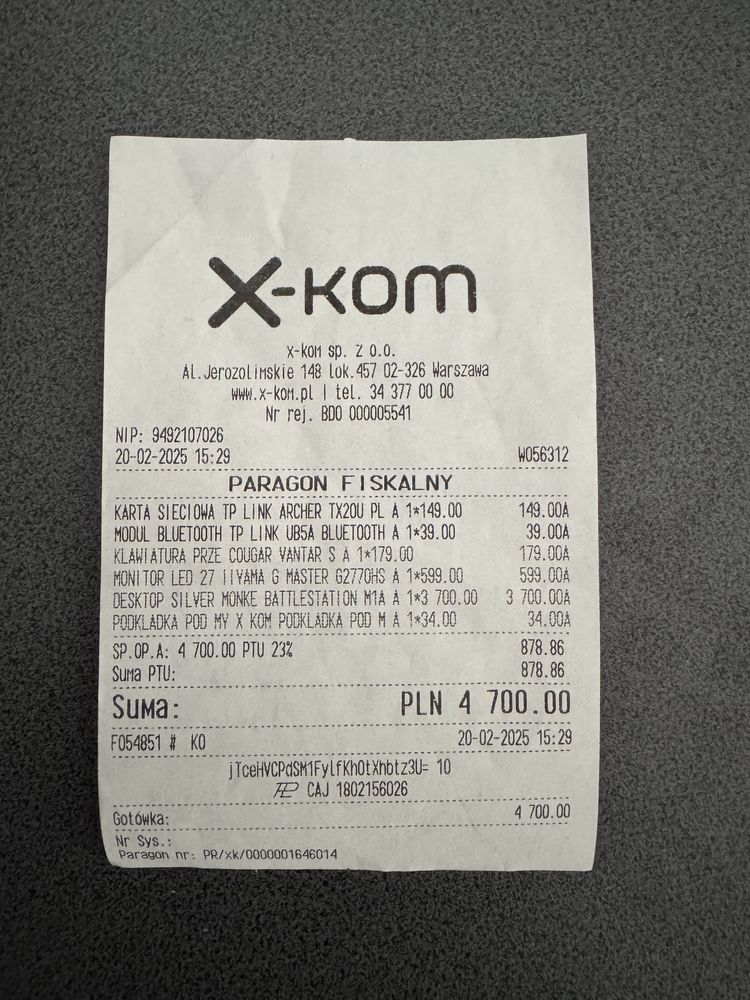 x-kom
x-kom sp. z o.o.
Al.Jerozolimskie 148 lok.457 02-326 Warszawa
www.x-kom.pl | tel. 34 377 00 00
Nr rej. BDO 000005541
NIP: 9492107026
20-02-2025 15:29 W056312
PARAGON FISKALNY
KARTA SIECIOWA TP LINK ARCHER TX20U PL A 1*149.00 149.00A
MODUL BLUETOOTH TP LINK UB5A BLUETOOTH A 1*39.00 39.00A
KLAWIATURA PRZE COUGAR VANTAR S A 1*179.00 179.00A
MONITOR LED 27 IIYAMA G MASTER G2770HS A 1*599.00 599.00A
DESKTOP SILVER MONKE BATTLESTATION M1A A 1*3 700.00 3 700.00A
PODKLADKA POD MY X KOM PODKLADKA POD M A 1*34.00 34.00A
SP.OP.A: 4 700.00 PTU 23% 878.86
Suma PTU: 878.86
Suma: PLN 4 700.00
F054851 # K0 20-02-2025 15:29
jTceHVCPdSM1FylfKhOtXhbtz3U= 10
CAJ 1802156026
Gotówka: 4 700.00
Nr Sys.:
Paragon nr: PR/xk/0000001646014